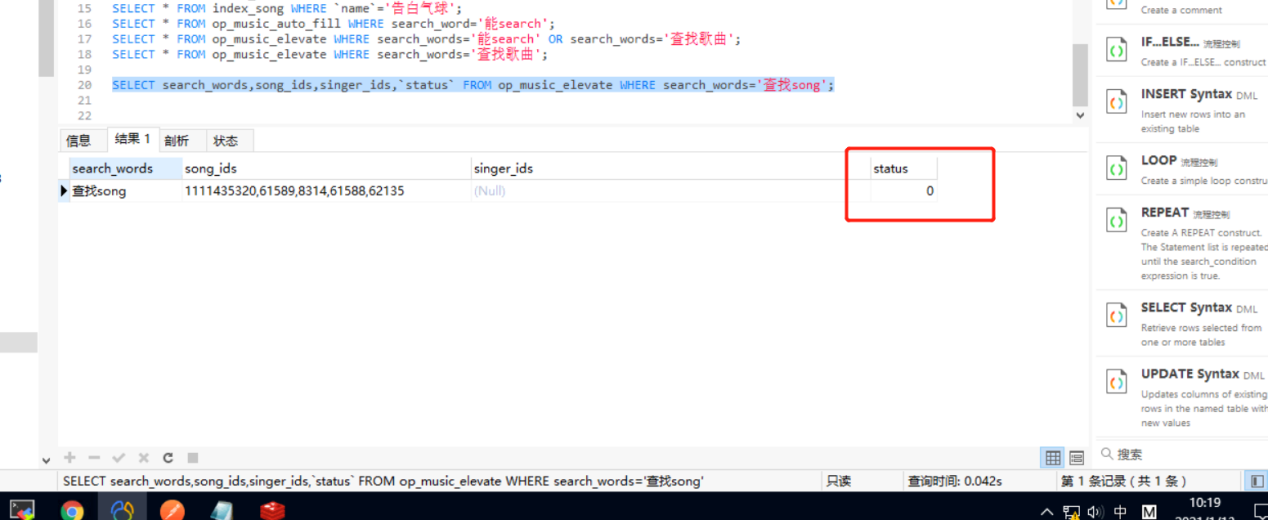 15 SELECT * FROM index_song WHERE `name`='告白气球';
16 SELECT * FROM op_music_auto_fill WHERE search_word='能search';
17 SELECT * FROM op_music_elevate WHERE search_words='能search' OR search_words='查找歌曲';
18 SELECT * FROM op_music_elevate WHERE search_words='查找歌曲';
19
20 SELECT search_words,song_ids,singer_ids,`status` FROM op_music_elevate WHERE search_words='查找song';
21
22
信息 结果 1 剖析 状态
search_words song_ids singer_ids status
查找song 1111435320,61589,8314,61588,62135 (Null) 0
SELECT search_words,song_ids,singer_ids,`status` FROM op_music_elevate WHERE search_words='查找song' 只读 查询时间: 0.042s 第 1 条记录 (共 1 条)
Create a comment
IF...ELSE... 流程控制
Create a IF...ELSE... construct
INSERT Syntax DML
Insert new rows into an
existing table
LOOP 流程控制
Create a simple loop constru
REPEAT 流程控制
Create A REPEAT construct.
The Statement list is repeated
until the search_condition
expression is true.
SELECT Syntax DML
Retrieve rows selected from
one or more tables
UPDATE Syntax DML
Updates columns of existing
rows in the named table with
new values
搜索
中 M 10:19